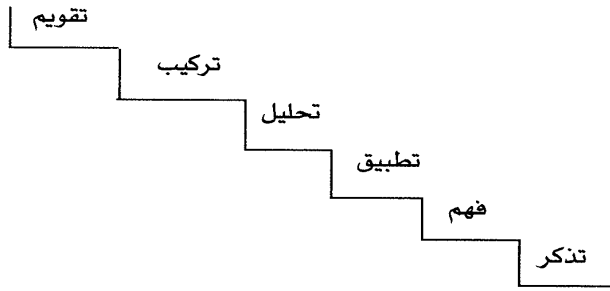 تقويم
تركيب
تحليل
تطبيق
فهم
تذكر